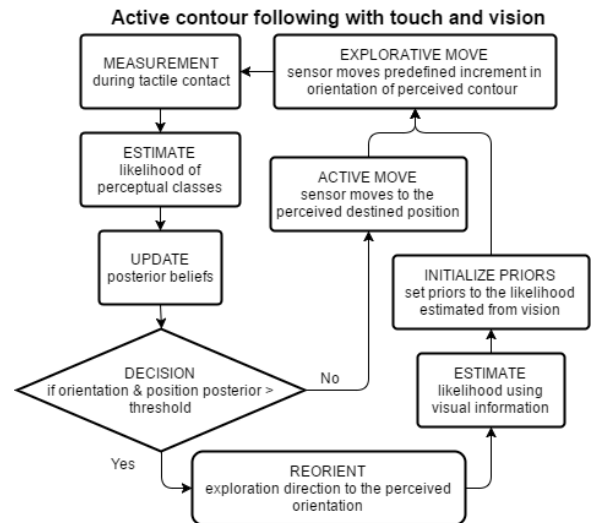 Active contour following with touch and vision
MEASUREMENT
during tactile contact
EXPLORATIVE MOVE
sensor moves predefined increment in
orientation of perceived contour
ESTIMATE
likelihood of
perceptual classes
ACTIVE MOVE
sensor moves to the
perceived destined position
UPDATE
posterior beliefs
INITIALIZE PRIORS
set priors to the likelihood
estimated from vision
DECISION
if orientation & position posterior >
threshold
No
ESTIMATE
likelihood using
visual information
Yes
REORIENT
exploration direction to the perceived
orientation